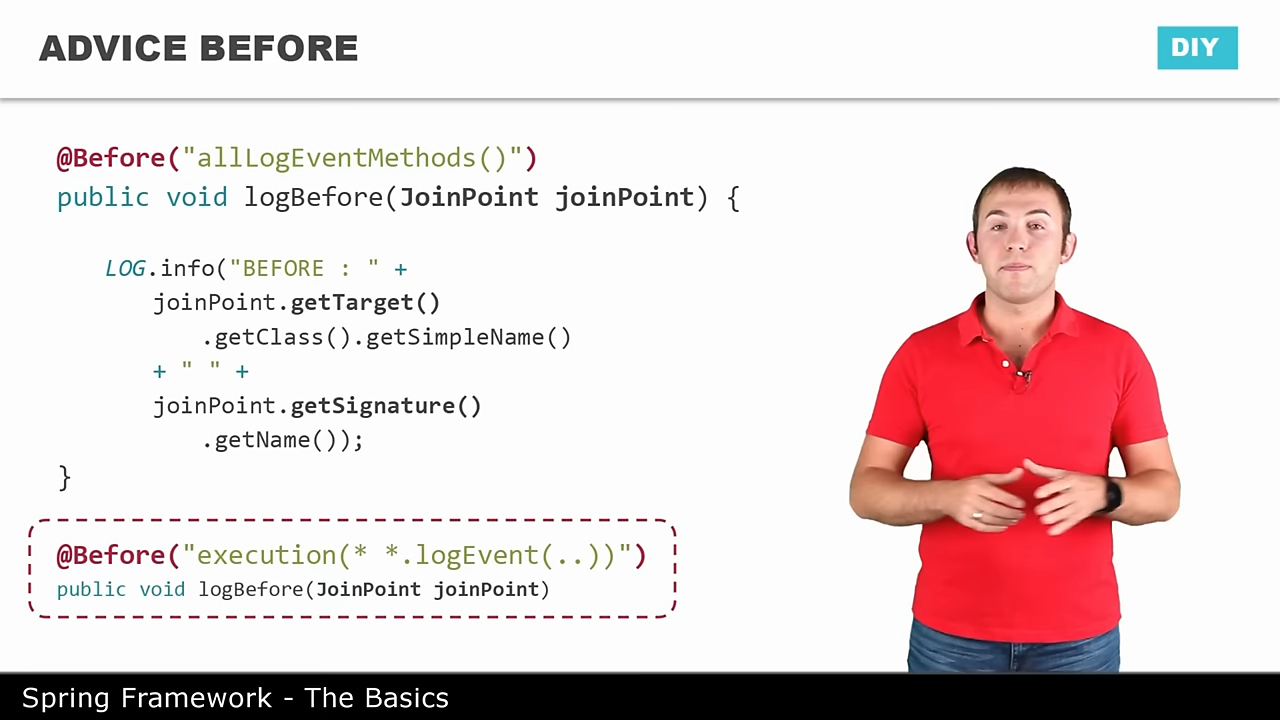 ADVICE BEFORE
DIY
@Before("allLogEventMethods()")
public void logBefore(JoinPoint joinPoint) {
LOG.info("BEFORE : " +
joinPoint.getTarget()
.getClass().getSimpleName()
+ " " +
joinPoint.getSignature()
.getName());
}
@Before("execution(* *.logEvent(..))")
public void logBefore(JoinPoint joinPoint)
Spring Framework - The Basics